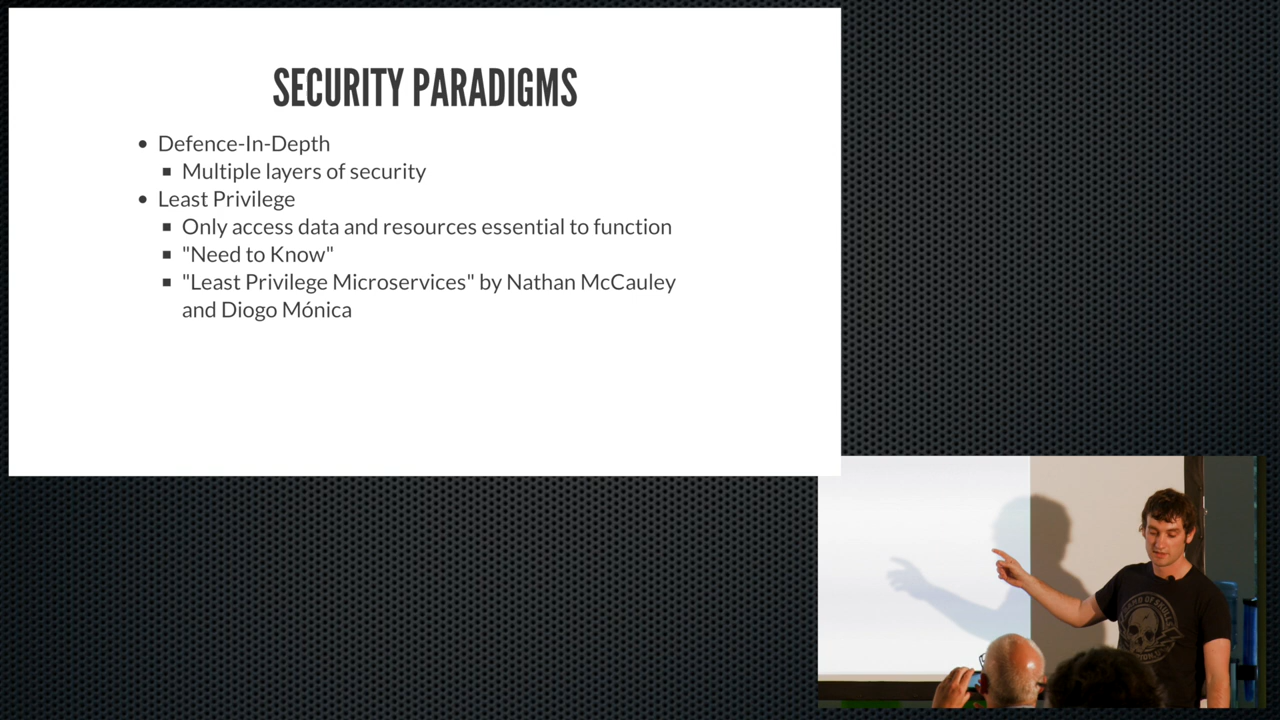 SECURITY PARADIGMS
Defence-In-Depth
Multiple layers of security
Least Privilege
Only access data and resources essential to function
"Need to Know"
"Least Privilege Microservices" by Nathan McCauley
and Diogo Mónica